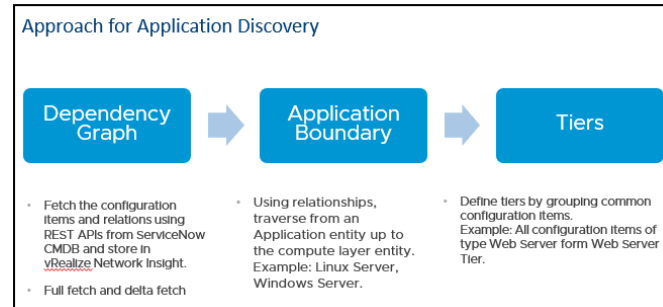 Approach for Application Discovery
Dependency
Graph
Application
Boundary
Tiers
• Fetch the configuration
items and relations using
REST APIs from ServiceNow
CMDB and store in
vRealize Network Insight.
• Full fetch and delta fetch
• Using relationships,
traverse from an
Application entity up to
the compute layer entity.
Example: Linux Server,
Windows Server.
• Define tiers by grouping common
configuration items.
Example: All configuration items of
type Web Server form Web Server
Tier.